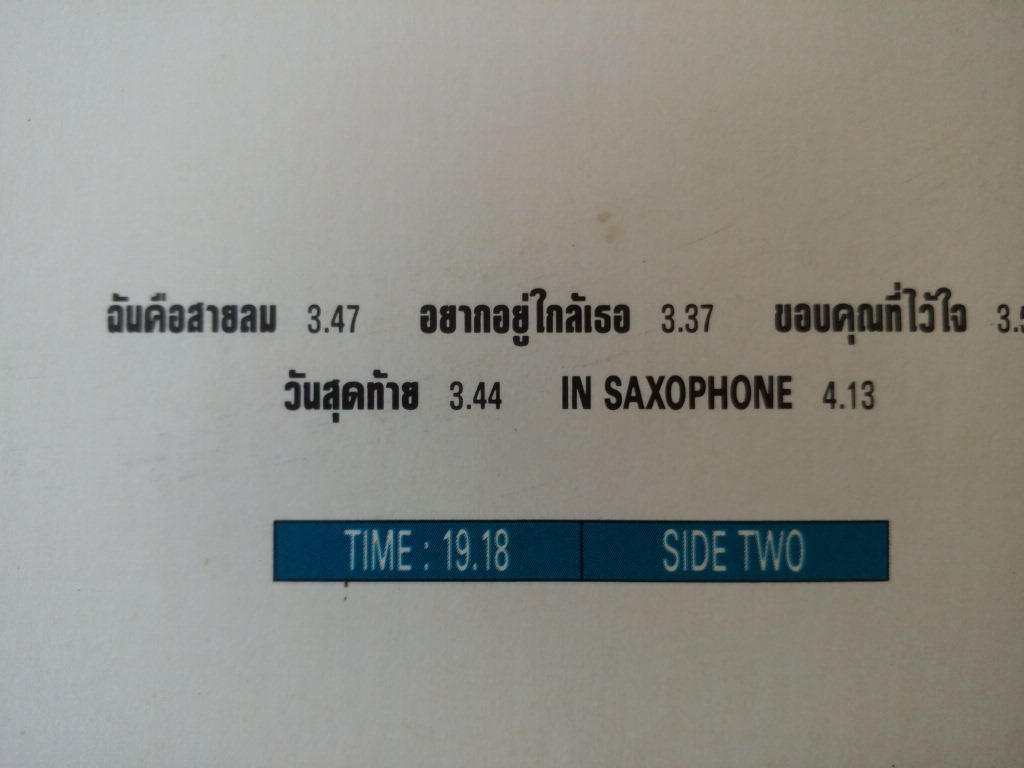 ฉันคือสายลม 3.47 อยากอยู่ใกล้เธอ 3.37 ขอบคุณที่ไว้ใจ
วันสุดท้าย 3.44 IN SAXOPHONE 4.13
TIME : 19.18 SIDE TWO